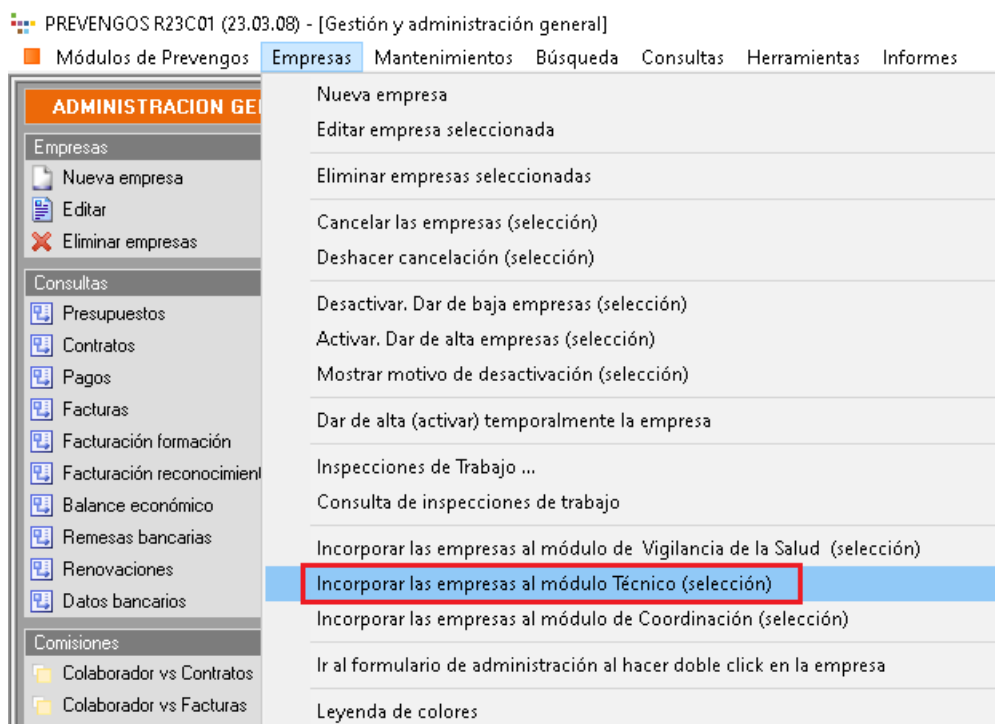 PREVENGOS R23C01 (23.03.08) - [Gestión y administración general]
Módulos de Prevengos Empresas Mantenimientos Búsqueda Consultas Herramientas Informes
ADMINISTRACION GE
Empresas
Nueva empresa
Editar
Eliminar empresas
Consultas
Presupuestos
Contratos
Pagos
Facturas
Facturación formación
Facturación reconocimien
Balance económico
Remesas bancarias
Renovaciones
Datos bancarios
Comisiones
Colaborador vs Contratos
Colaborador vs Facturas
Nueva empresa
Editar empresa seleccionada
Eliminar empresas seleccionadas
Cancelar las empresas (selección)
Deshacer cancelación (selección)
Desactivar. Dar de baja empresas (selección)
Activar. Dar de alta empresas (selección)
Mostrar motivo de desactivación (selección)
Dar de alta (activar) temporalmente la empresa
Inspecciones de Trabajo ...
Consulta de inspecciones de trabajo
Incorporar las empresas al módulo de Vigilancia de la Salud (selección)
Incorporar las empresas al módulo Técnico (selección)
Incorporar las empresas al módulo de Coordinación (selección)
Ir al formulario de administración al hacer doble click en la empresa
Leyenda de colores